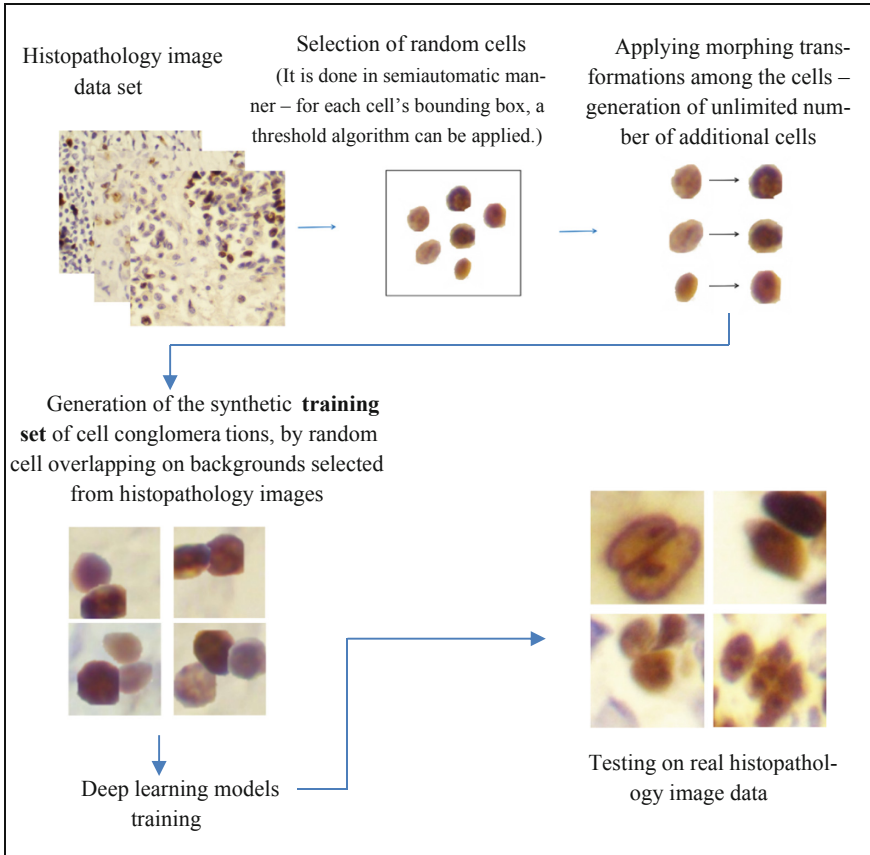 Histopathology image
data set
Selection of random cells
(It is done in semiautomatic man-
ner – for each cell's bounding box, a
threshold algorithm can be applied.)
Applying morphing trans-
formations among the cells –
generation of unlimited num-
ber of additional cells
Generation of the synthetic training
set of cell conglomera tions, by random
cell overlapping on backgrounds selected
from histopathology images
Deep learning models
training
Testing on real histopathol-
ogy image data